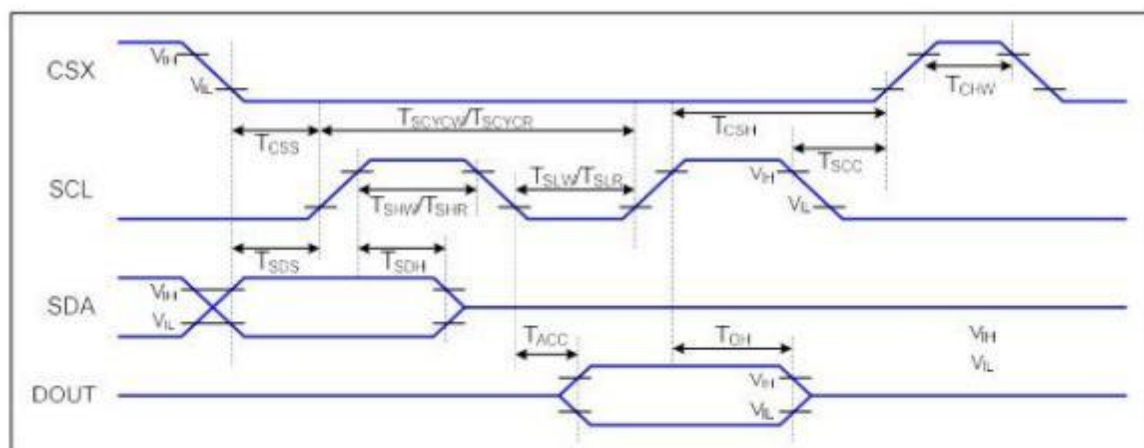 CSX
VIH
VIL
TCHW
TSCYCW/TSCYCR
TCSH
TCSS
TSCC
SCL
TSLW/TSLR
VIH
TSHW/TSHR
VIL
TSDS
TSDH
SDA
VIH
VIL
TACC
TOH
VIH
VIL
DOUT
VIH
VIL